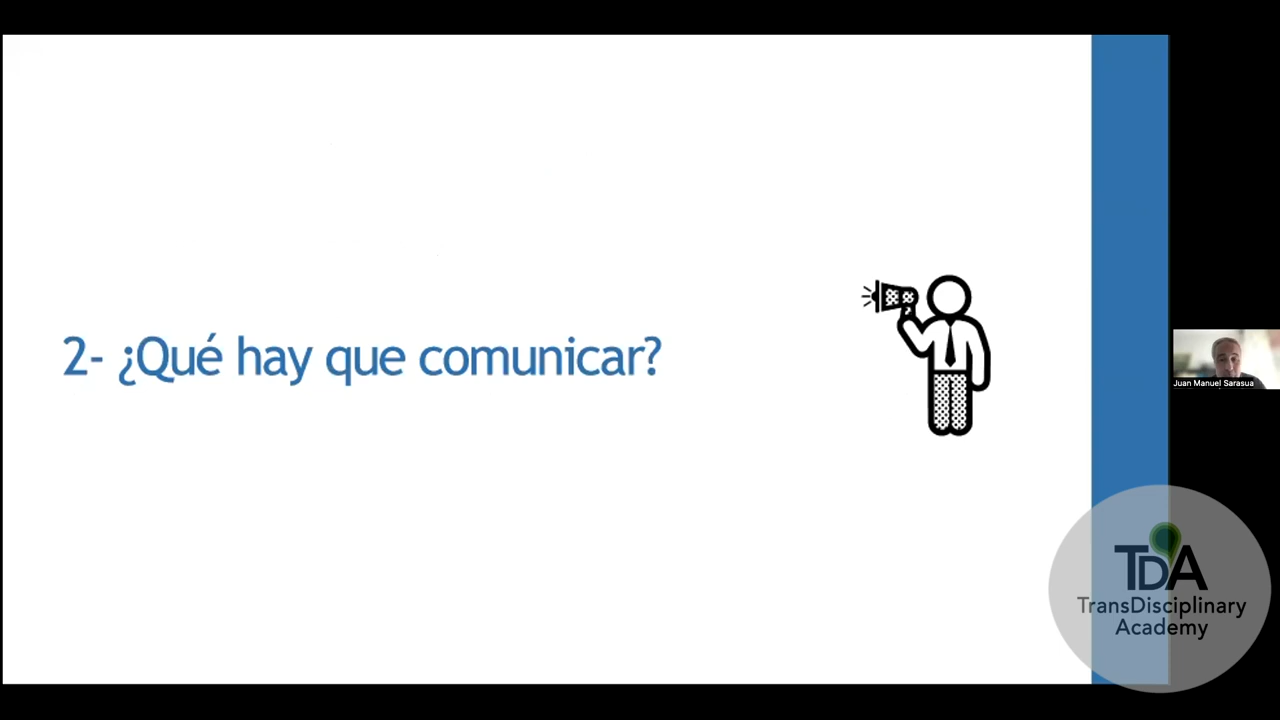 2- ¿Qué hay que comunicar?
Juan Manuel Sarasua
TDA
TransDisciplinary
Academy